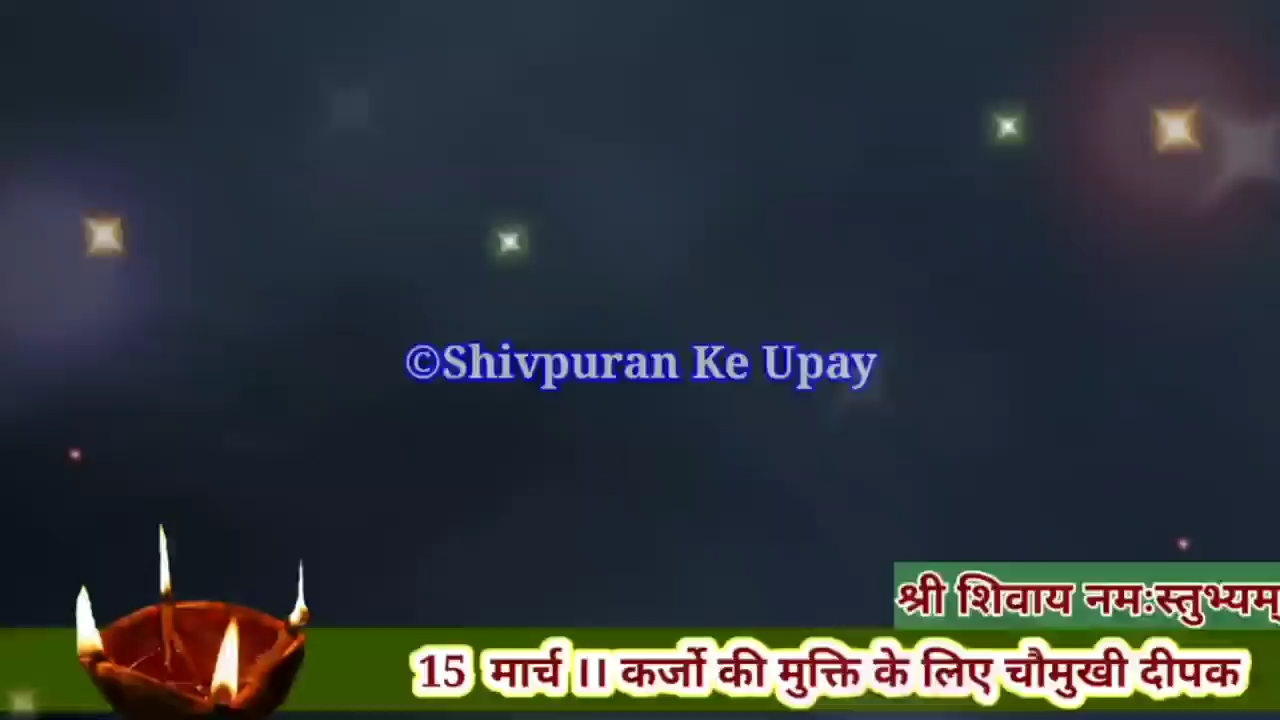 ©Shivpuran Ke Upay
श्री शिवाय नमःस्तुभ्यम्
15 मार्च ।। कर्जो की मुक्ति के लिए चौमुखी दीपक